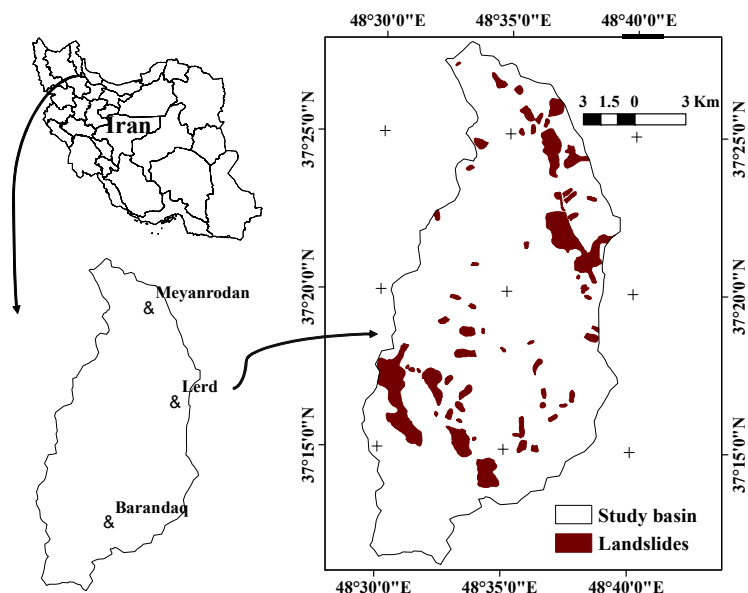 Iran
Meyanrodan
&
Lerd
&
Barandaq
&
48°30'0"E 48°35'0"E 48°40'0"E
3 1.5 0 3 Km
37°25'0"N 37°25'0"N
37°20'0"N 37°20'0"N
37°15'0"N 37°15'0"N
Study basin
Landslides
48°30'0"E 48°35'0"E 48°40'0"E